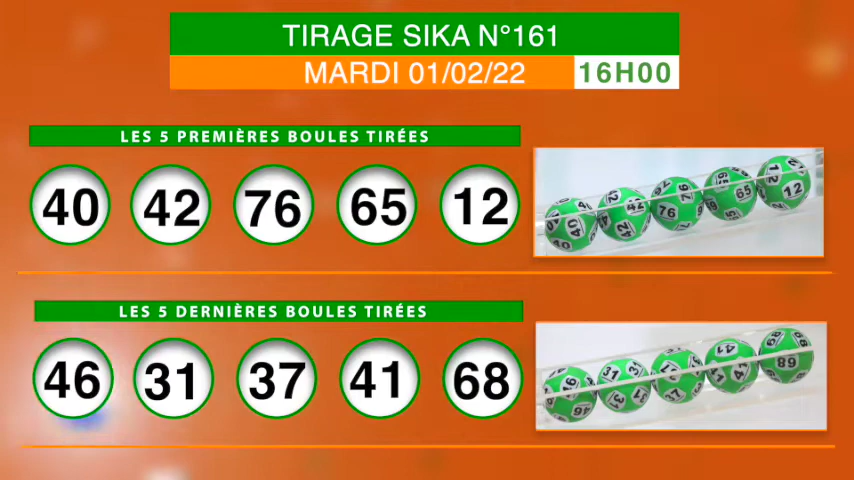 TIRAGE SIKA N°161
MARDI 01/02/22 16H00
LES 5 PREMIÈRES BOULES TIRÉES
40 42 76 65 12
LES 5 DERNIÈRES BOULES TIRÉES
46 31 37 41 68